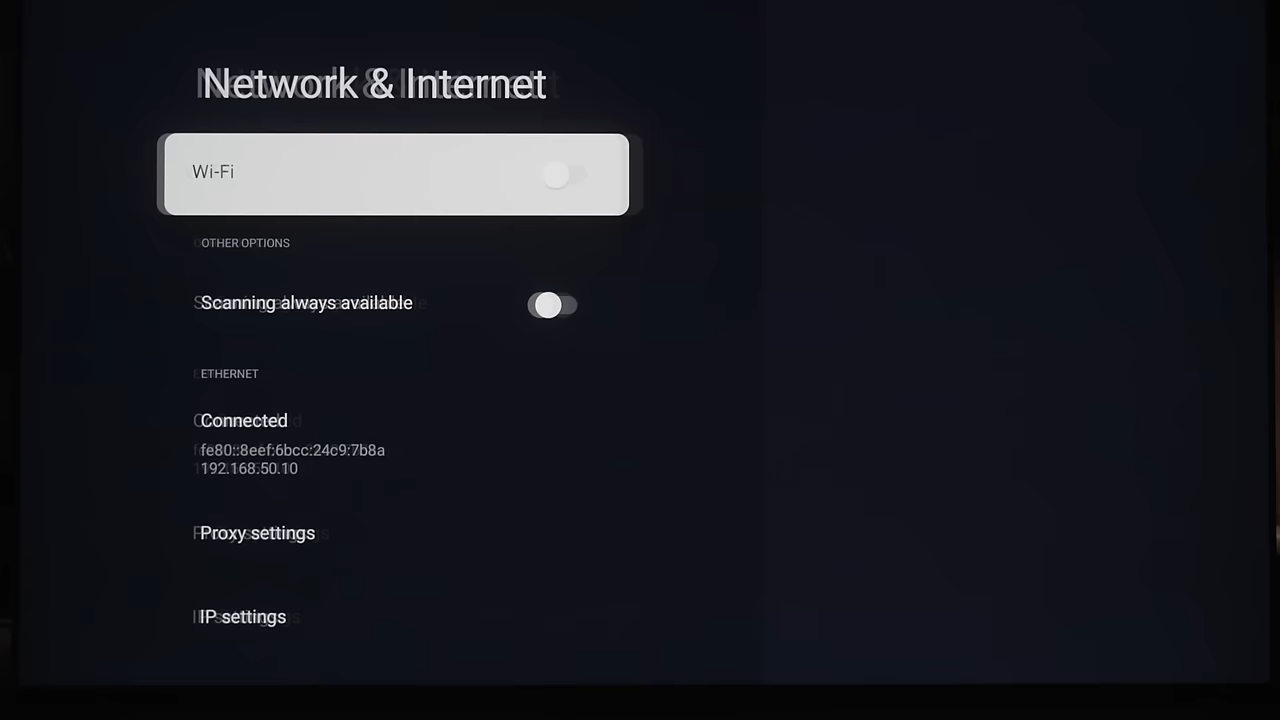 Network & Internet
Wi-Fi
OTHER OPTIONS
Scanning always available
ETHERNET
Connected
fe80::8eef:6bcc:24c9:7b8a
192.168.50.10
Proxy settings
IP settings